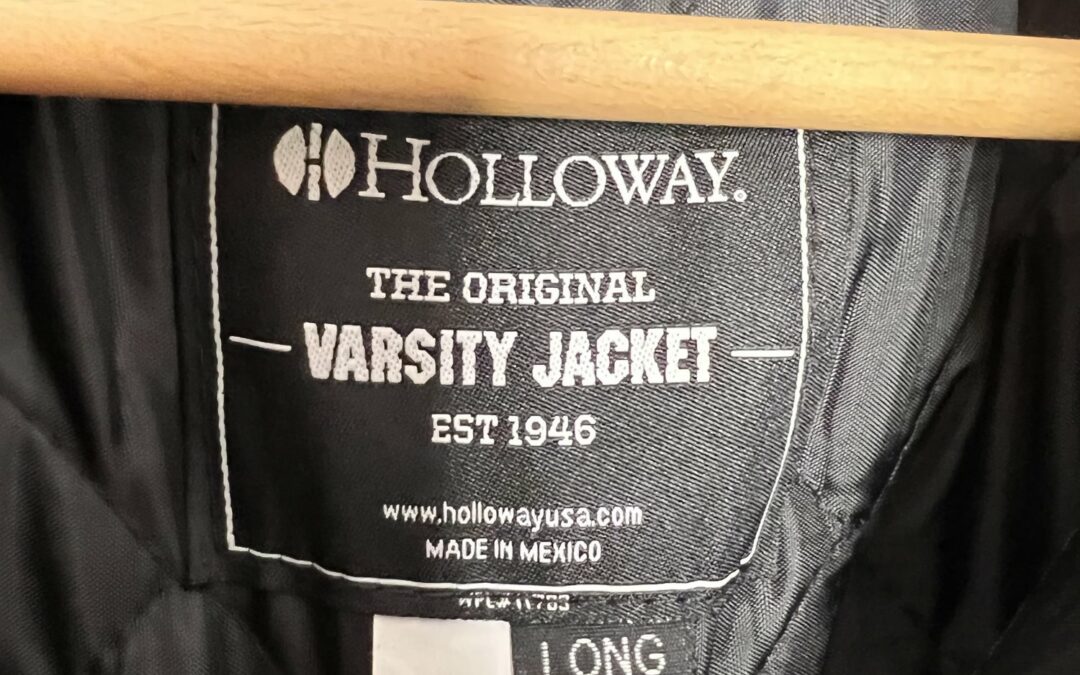 HOLLOWAY.
THE ORIGINAL
VARSITY JACKET
EST 1946
www.hollowayusa.com
MADE IN MEXICO
LONG